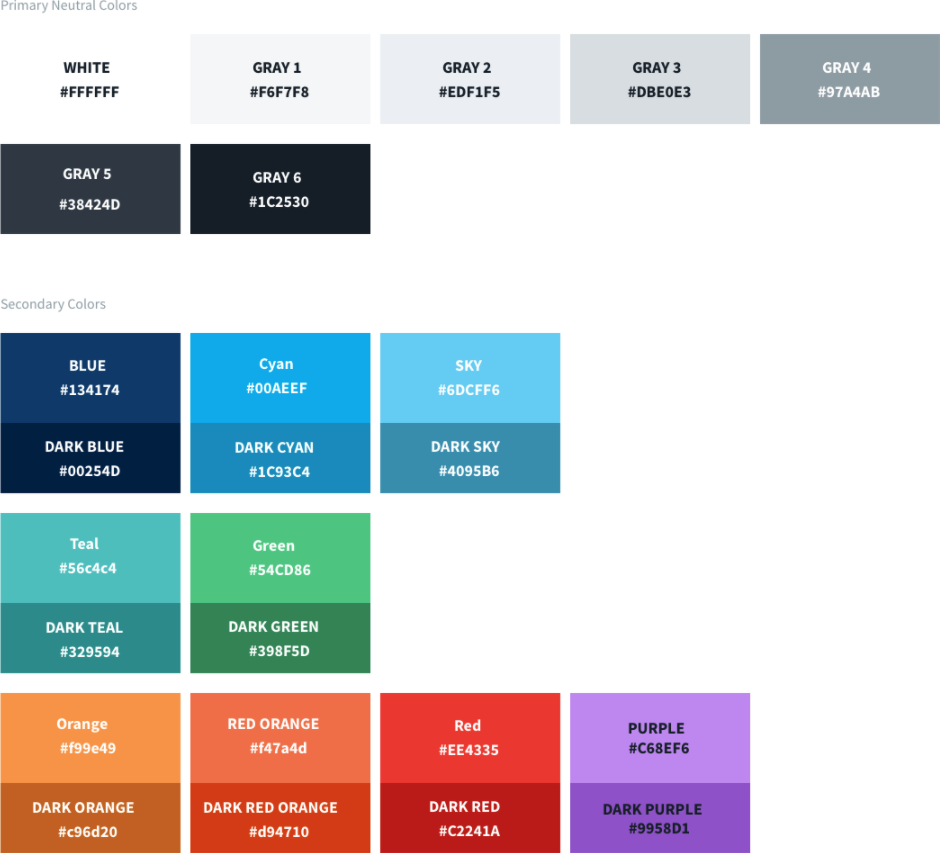 Primary Neutral Colors
WHITE
#FFFFFF
GRAY 1
#F6F7F8
GRAY 2
#EDF1F5
GRAY 3
#DBE0E3
GRAY 4
#97A4AB
GRAY 5
#38424D
GRAY 6
#1C2530
Secondary Colors
BLUE
#134174
Cyan
#00AEEF
SKY
#6DCFF6
DARK BLUE
#00254D
DARK CYAN
#1C93C4
DARK SKY
#4095B6
Teal
#56c4c4
Green
#54CD86
DARK TEAL
#329594
DARK GREEN
#398F5D
Orange
#f99e49
RED ORANGE
#f47a4d
Red
#EE4335
PURPLE
#C68EF6
DARK ORANGE
#c96d20
DARK RED ORANGE
#d94710
DARK RED
#C2241A
DARK PURPLE
#9958D1